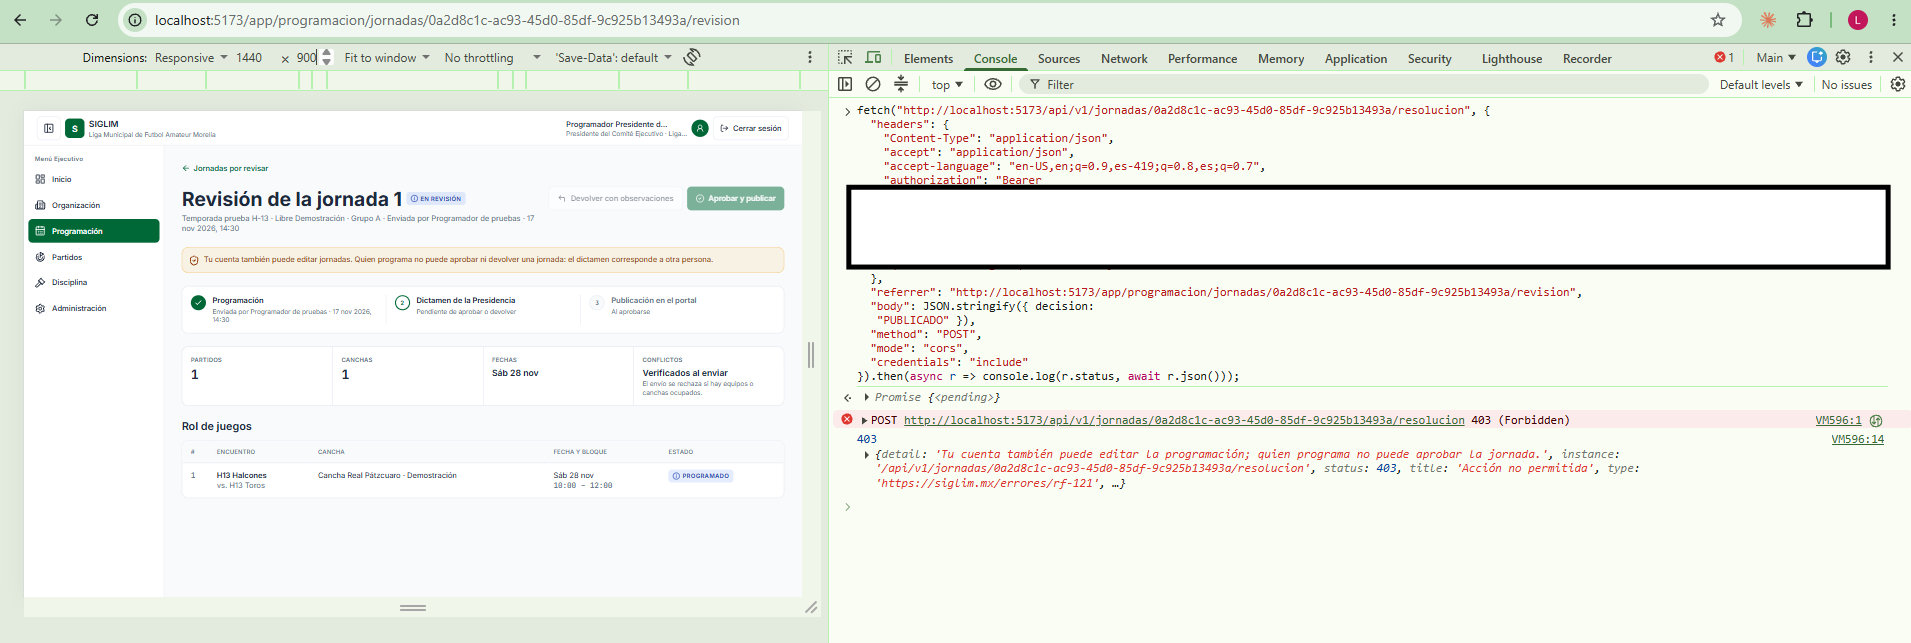 localhost:5173/app/programacion/jornadas/0a2d8c1c-ac93-45d0-85df-9c925b13493a/revision
L
Dimensions: Responsive 1440 × 900 Fit to window No throttling 'Save-Data': default
S
SIGLIM
Liga Municipal de Futbol Amateur Morelia
Programador Presidente d...
Presidente del Comité Ejecutivo · Liga...
Cerrar sesión
Menú Ejecutivo
Inicio
Organización
Programación
Partidos
Disciplina
Administración
Jornadas por revisar
Revisión de la jornada 1
EN REVISIÓN
Devolver con observaciones
Aprobar y publicar
Temporada prueba H-13 · Libre Demostración · Grupo A · Enviada por Programador de pruebas · 17
nov 2026, 14:30
Tu cuenta también puede editar jornadas. Quien programa no puede aprobar ni devolver una jornada: el dictamen corresponde a otra persona.
Programación
Enviada por Programador de pruebas · 17 nov 2026,
14:30
2
Dictamen de la Presidencia
Pendiente de aprobar o devolver
3
Publicación en el portal
Al aprobarse
PARTIDOS
1
CANCHAS
1
FECHAS
Sáb 28 nov
CONFLICTOS
Verificados al enviar
El envío se rechaza si hay equipos o
canchas ocupados.
Rol de juegos
# ENCUENTRO CANCHA FECHA Y BLOQUE ESTADO
1 H13 Halcones Cancha Real Pátzcuaro · Demostración Sáb 28 nov PROGRAMADO
vs. H13 Toros 10:00 – 12:00
Elements Console Sources Network Performance Memory Application Security Lighthouse Recorder 1 Main
top Filter Default levels No issues
fetch("http://localhost:5173/api/v1/jornadas/0a2d8c1c-ac93-45d0-85df-9c925b13493a/resolucion", {
"headers": {
"Content-Type": "application/json",
"accept": "application/json",
"accept-language": "en-US,en;q=0.9,es-419;q=0.8,es;q=0.7",
"authorization": "Bearer
},
"referrer": "http://localhost:5173/app/programacion/jornadas/0a2d8c1c-ac93-45d0-85df-9c925b13493a/revision",
"body": JSON.stringify({ decision:
"PUBLICADO" }),
"method": "POST",
"mode": "cors",
"credentials": "include"
}).then(async r => console.log(r.status, await r.json()));
Promise {<pending>}
POST http://localhost:5173/api/v1/jornadas/0a2d8c1c-ac93-45d0-85df-9c925b13493a/resolucion 403 (Forbidden) VM596:1
403 VM596:14
{detail: 'Tu cuenta también puede editar la programación; quien programa no puede aprobar la jornada.', instance:
'/api/v1/jornadas/0a2d8c1c-ac93-45d0-85df-9c925b13493a/resolucion', status: 403, title: 'Acción no permitida', type:
'https://siglim.mx/errores/rf-121', …}